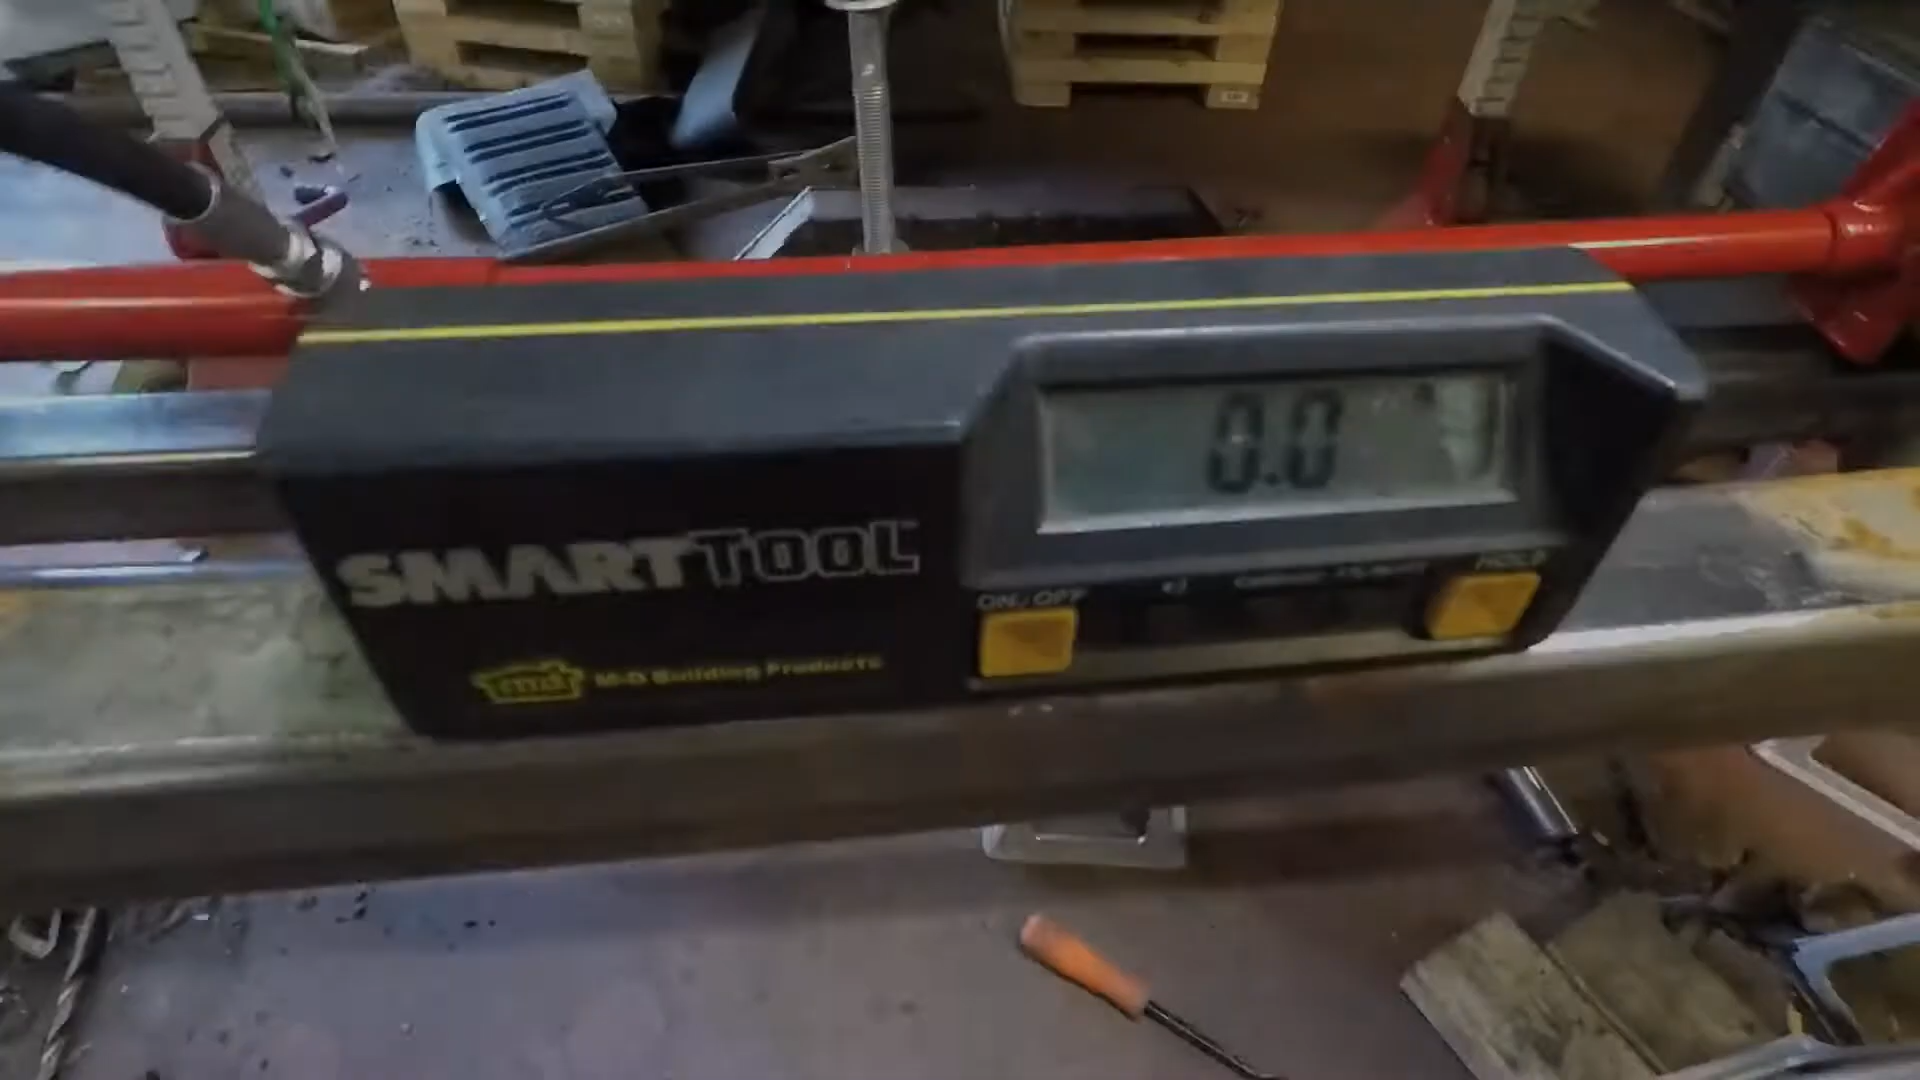 0.0
SMARTTOOL
ON/OFF
HOLD
md M-D Building Products